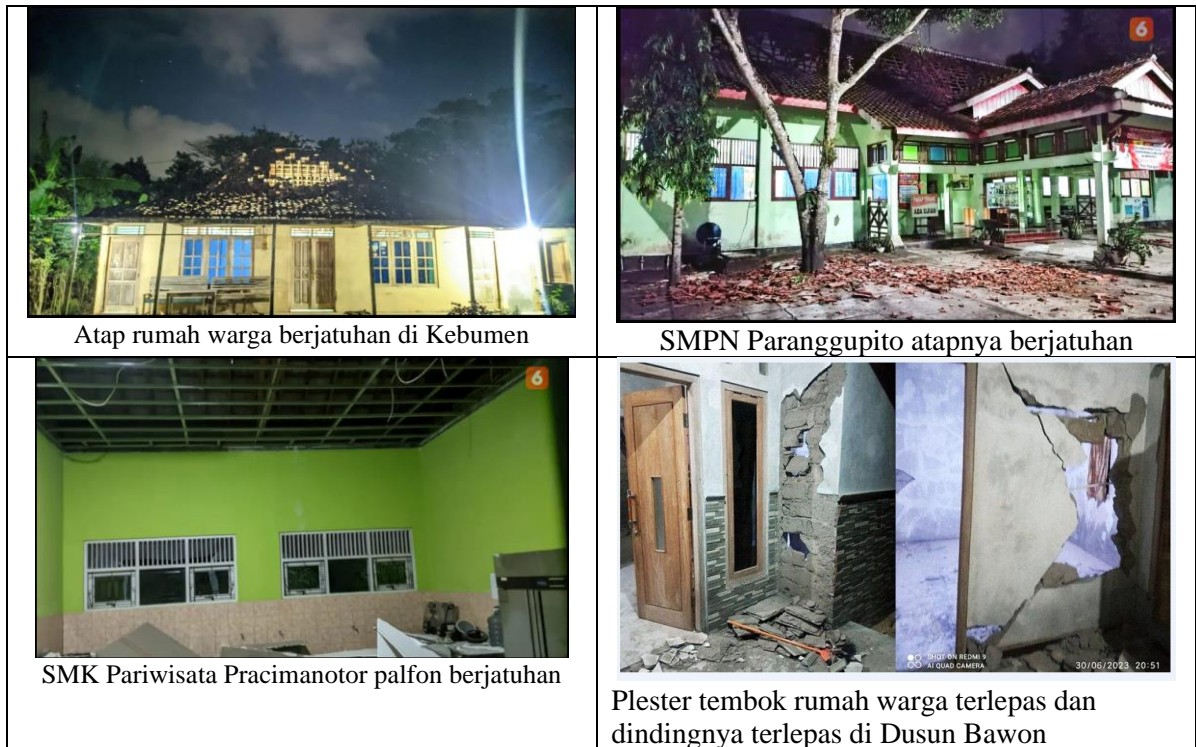 6
Atap rumah warga berjatuhan di Kebumen
SMPN Paranggupito atapnya berjatuhan
6
SMK Pariwisata Pracimanotor palfon berjatuhan
SHOT ON REDMI 9
AI QUAD CAMERA
30/06/2023 20:51
Plester tembok rumah warga terlepas dan
dindingnya terlepas di Dusun Bawon